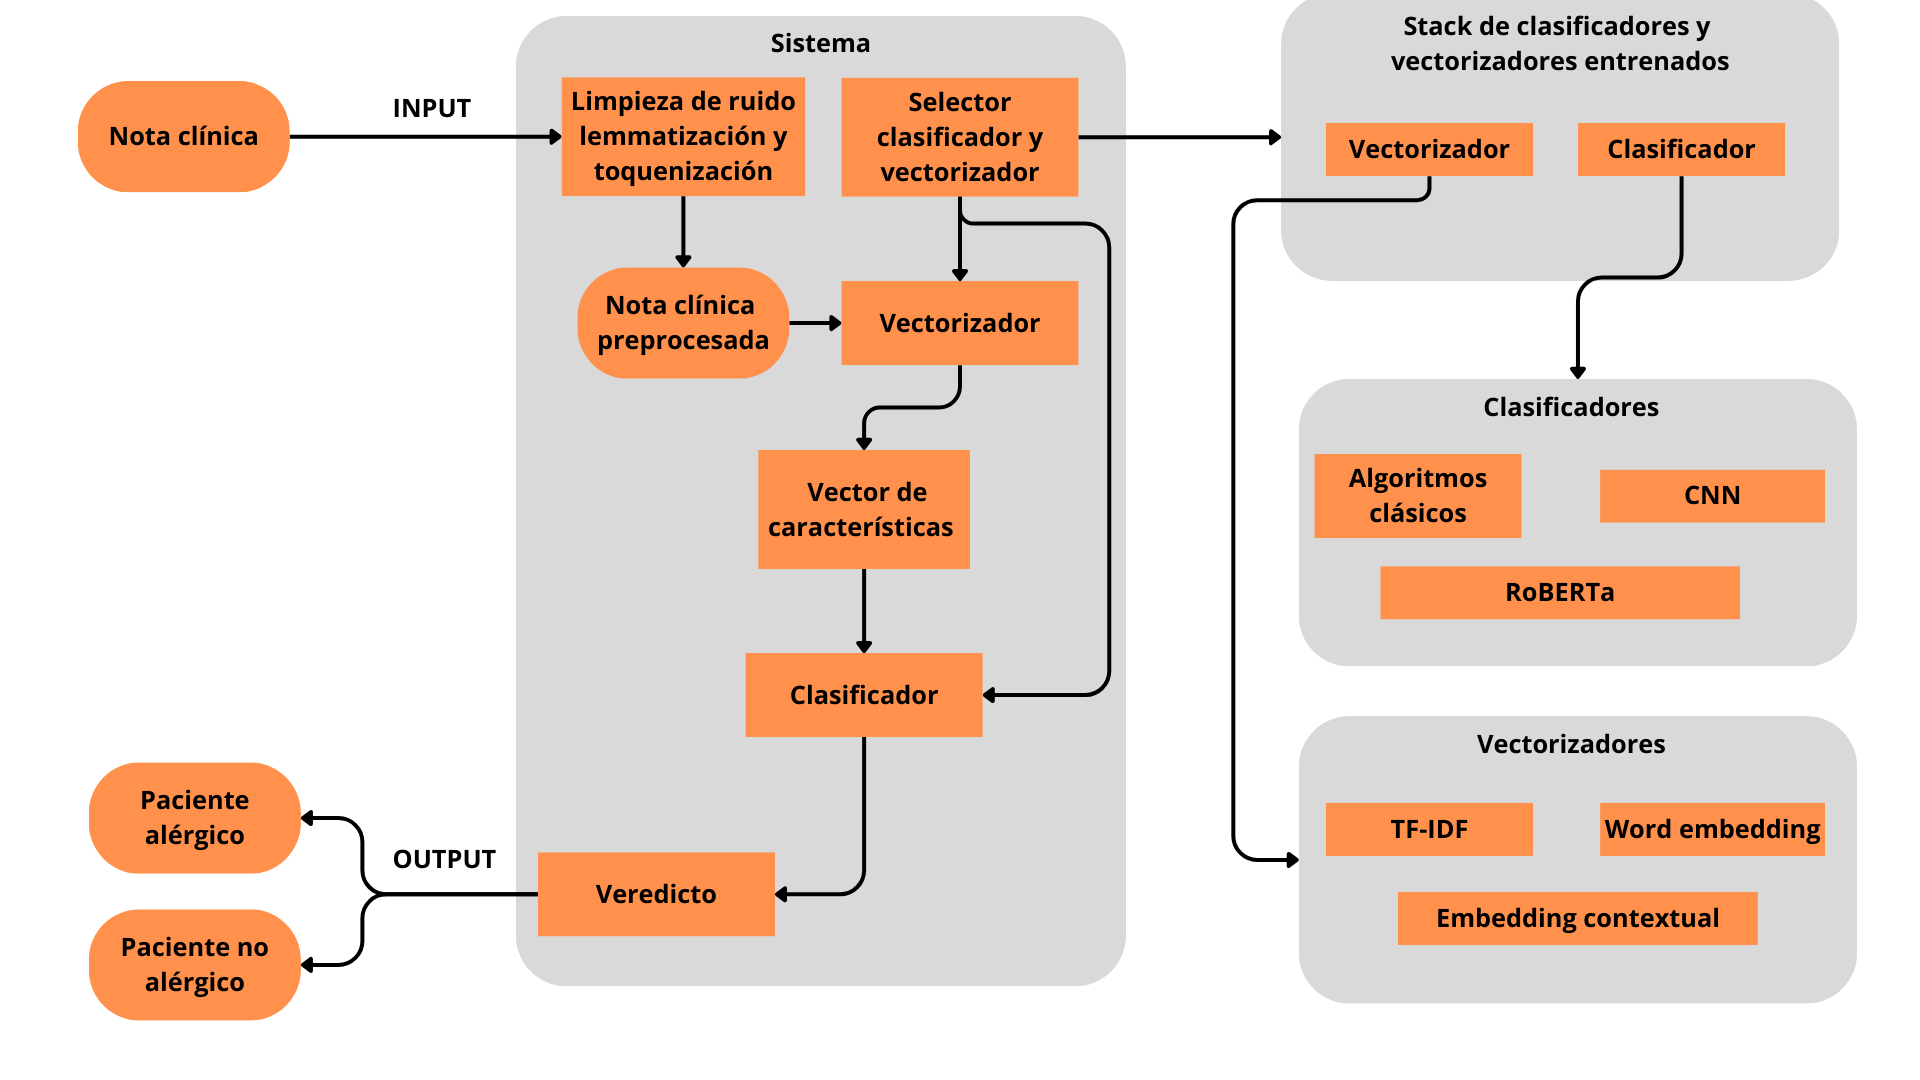 Sistema
Stack de clasificadores y
vectorizadores entrenados
Nota clínica
INPUT
Limpieza de ruido
lemmatización y
toquenización
Selector
clasificador y
vectorizador
Vectorizador
Clasificador
Nota clínica
preprocesada
Vectorizador
Vector de
características
Clasificador
Veredicto
OUTPUT
Paciente
alérgico
Paciente no
alérgico
Clasificadores
Algoritmos
clásicos
CNN
RoBERTa
Vectorizadores
TF-IDF
Word embedding
Embedding contextual